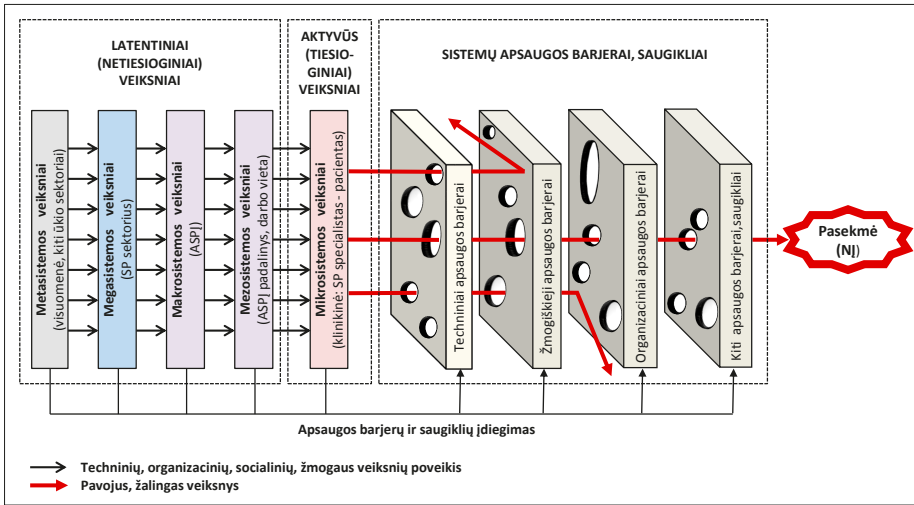 LATENTINIAI
(NETIESIOGINIAI)
VEIKSNIAI
AKTYVŪS
(TIESIO-
GINIAI)
VEIKSNIAI
SISTEMŲ APSAUGOS BARJERAI, SAUGIKLIAI
Metasistemos veiksniai
(visuomenė, kiti ūkio sektoriai)
Megasistemos veiksniai
(SP sektorius)
Makrosistemos veiksniai
(ASPĮ)
Mezosistemos veiksniai
(ASPĮ padalinys, darbo vieta)
Mikrosistemos veiksniai
(klinikinė: SP specialistas - pacientas)
Techniniai apsaugos barjerai
Žmogiškieji apsaugos barjerai
Organizaciniai apsaugos barjerai
Kiti apsaugos barjerai,saugikliai
Pasekmė
(NĮ)
Apsaugos barjerų ir saugiklių įdiegimas
Techninių, organizacinių, socialinių, žmogaus veiksnių poveikis
Pavojus, žalingas veiksnys